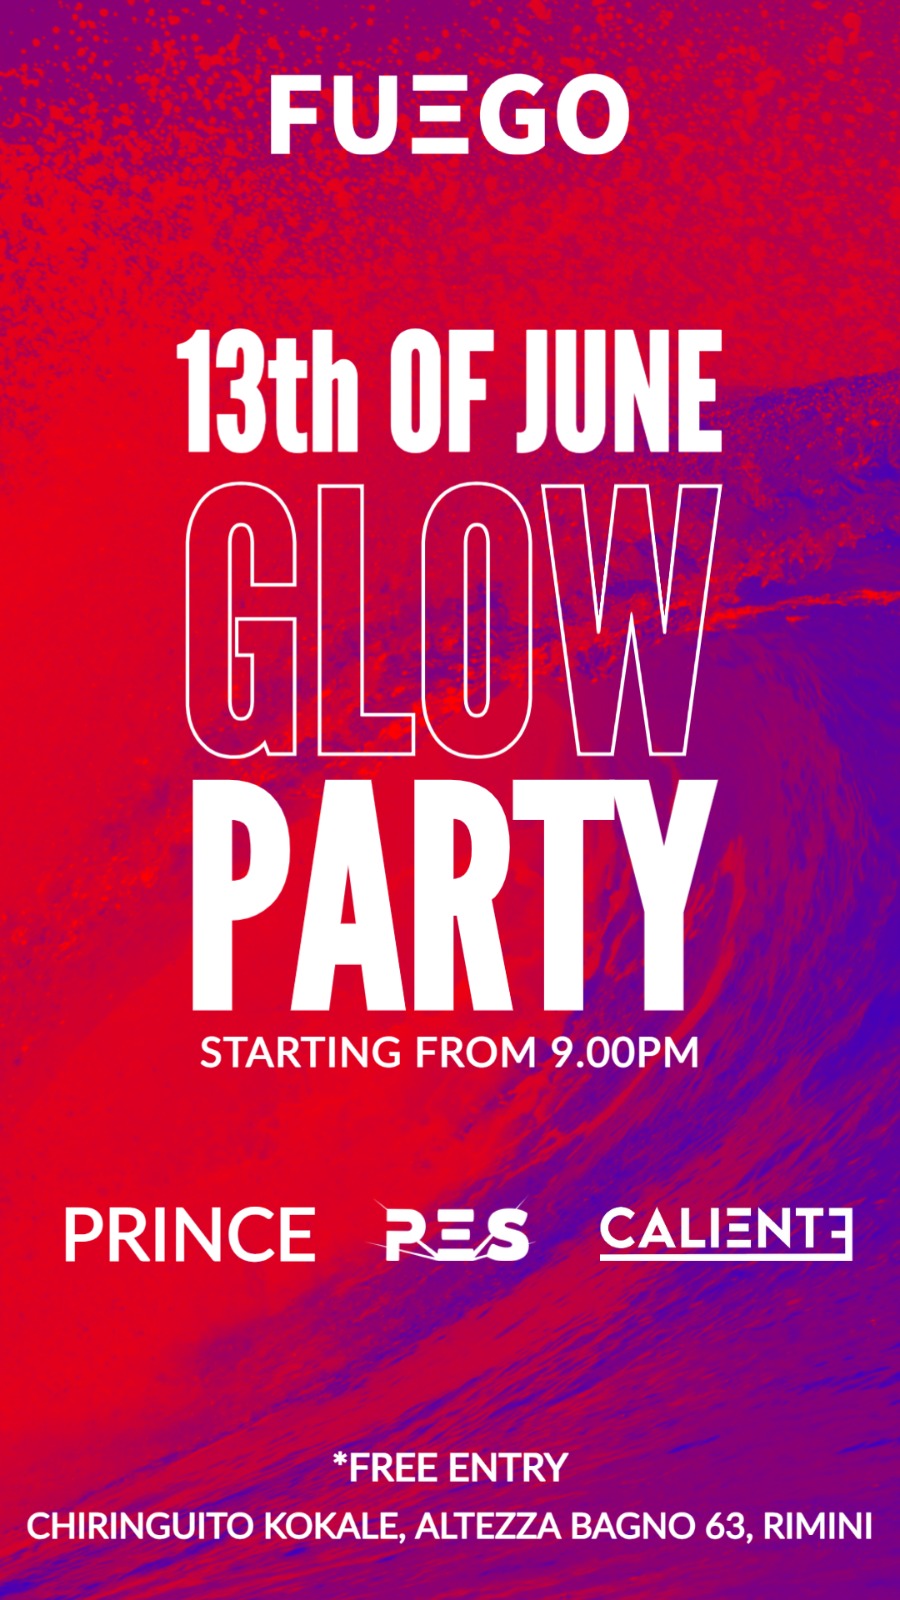 FUEGO
13th OF JUNE
GLOW
PARTY
STARTING FROM 9.00PM
PRINCE PES CALIENTE
*FREE ENTRY
CHIRINGUITO KOKALE, ALTEZZA BAGNO 63, RIMINI